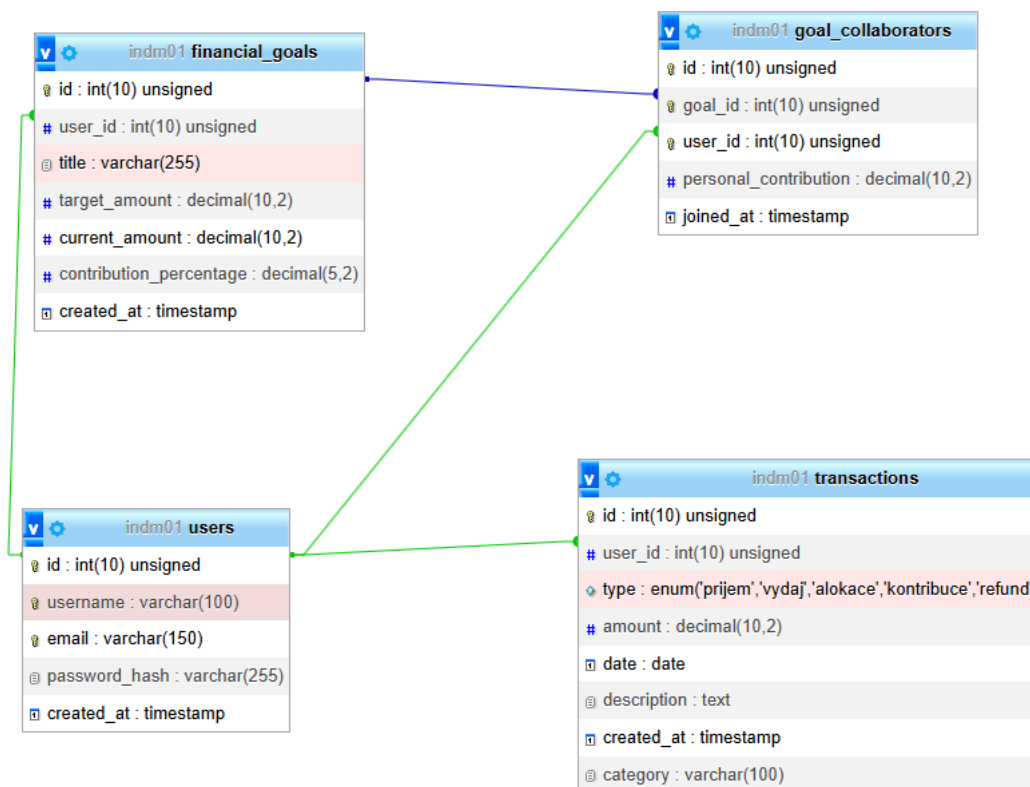 indm01 financial_goals
id : int(10) unsigned
user_id : int(10) unsigned
title : varchar(255)
target_amount : decimal(10,2)
current_amount : decimal(10,2)
contribution_percentage : decimal(5,2)
created_at : timestamp
indm01 goal_collaborators
id : int(10) unsigned
goal_id : int(10) unsigned
user_id : int(10) unsigned
personal_contribution : decimal(10,2)
joined_at : timestamp
indm01 users
id : int(10) unsigned
username : varchar(100)
email : varchar(150)
password_hash : varchar(255)
created_at : timestamp
indm01 transactions
id : int(10) unsigned
user_id : int(10) unsigned
type : enum('prijem','vydaj','alokace','kontribuce','refund'
amount : decimal(10,2)
date : date
description : text
created_at : timestamp
category : varchar(100)